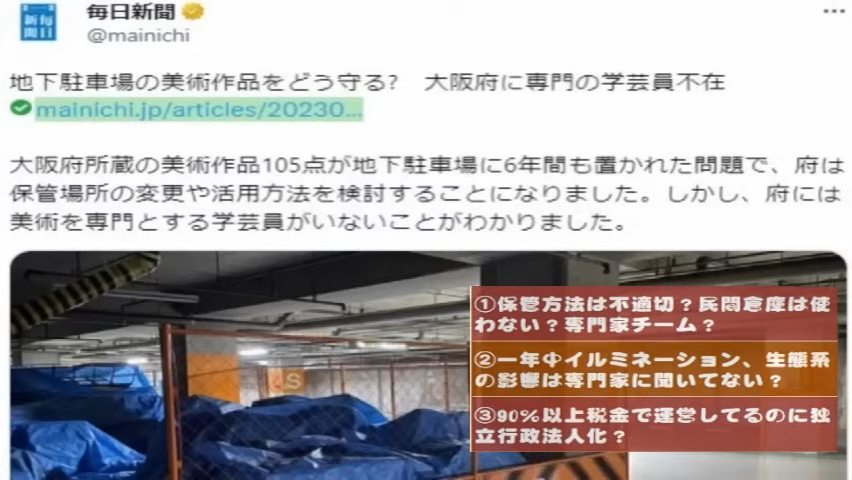 毎日新聞
毎日
新聞
@mainichi
地下駐車場の美術作品をどう守る? 大阪府に専門の学芸員不在
mainichi.jp/articles/20230...
大阪府所蔵の美術作品105点が地下駐車場に6年間も置かれた問題で、府は
保管場所の変更や活用方法を検討することになりました。しかし、府には
美術を専門とする学芸員がいないことがわかりました。
①保管方法は不適切？民間倉庫は使
わない？専門家チーム？
②一年中イルミネーション、生態系
の影響は専門家に聞いてない？
③90%以上税金で運営してるのに独
立行政法人化？
S